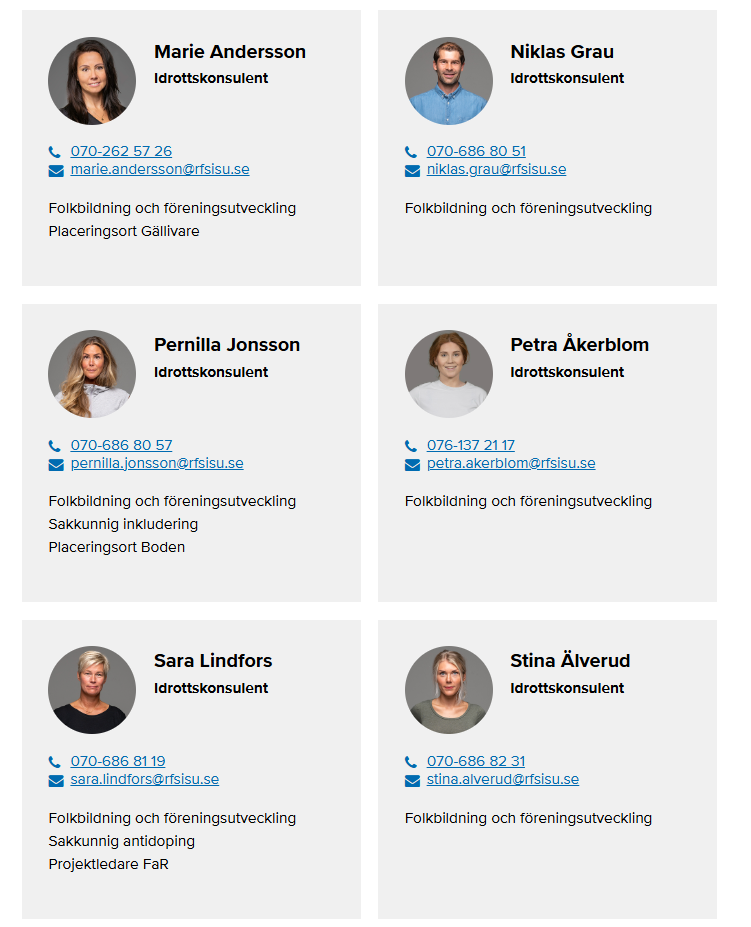 Marie Andersson
Idrottskonsulent
070-262 57 26
marie.andersson@rfsisu.se
Folkbildning och föreningsutveckling
Placeringsort Gällivare
Niklas Grau
Idrottskonsulent
070-686 80 51
niklas.grau@rfsisu.se
Folkbildning och föreningsutveckling
Pernilla Jonsson
Idrottskonsulent
070-686 80 57
pernilla.jonsson@rfsisu.se
Folkbildning och föreningsutveckling
Sakkunnig inkludering
Placeringsort Boden
Petra Åkerblom
Idrottskonsulent
076-137 21 17
petra.akerblom@rfsisu.se
Folkbildning och föreningsutveckling
Sara Lindfors
Idrottskonsulent
070-686 81 19
sara.lindfors@rfsisu.se
Folkbildning och föreningsutveckling
Sakkunnig antidoping
Projektledare FaR
Stina Älverud
Idrottskonsulent
070-686 82 31
stina.alverud@rfsisu.se
Folkbildning och föreningsutveckling